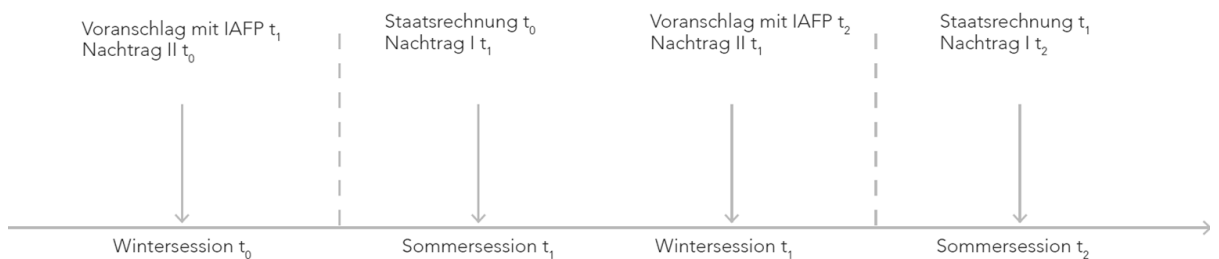 Voranschlag mit IAFP t₁
Nachtrag II t₀
Staatsrechnung t₀
Nachtrag I t₁
Voranschlag mit IAFP t₂
Nachtrag II t₁
Staatsrechnung t₁
Nachtrag I t₂
Wintersession t₀
Sommersession t₁
Wintersession t₁
Sommersession t₂